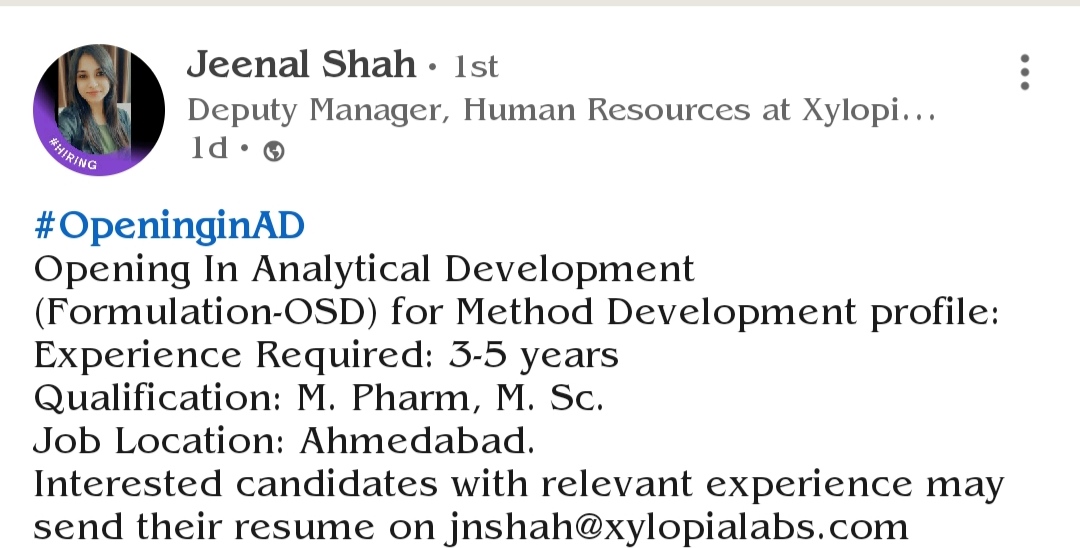 Jeenal Shah • 1st
Deputy Manager, Human Resources at Xylopi...
1d •
#HIRING
#OpeninginAD
Opening In Analytical Development
(Formulation-OSD) for Method Development profile:
Experience Required: 3-5 years
Qualification: M. Pharm, M. Sc.
Job Location: Ahmedabad.
Interested candidates with relevant experience may
send their resume on jnshah@xylopialabs.com